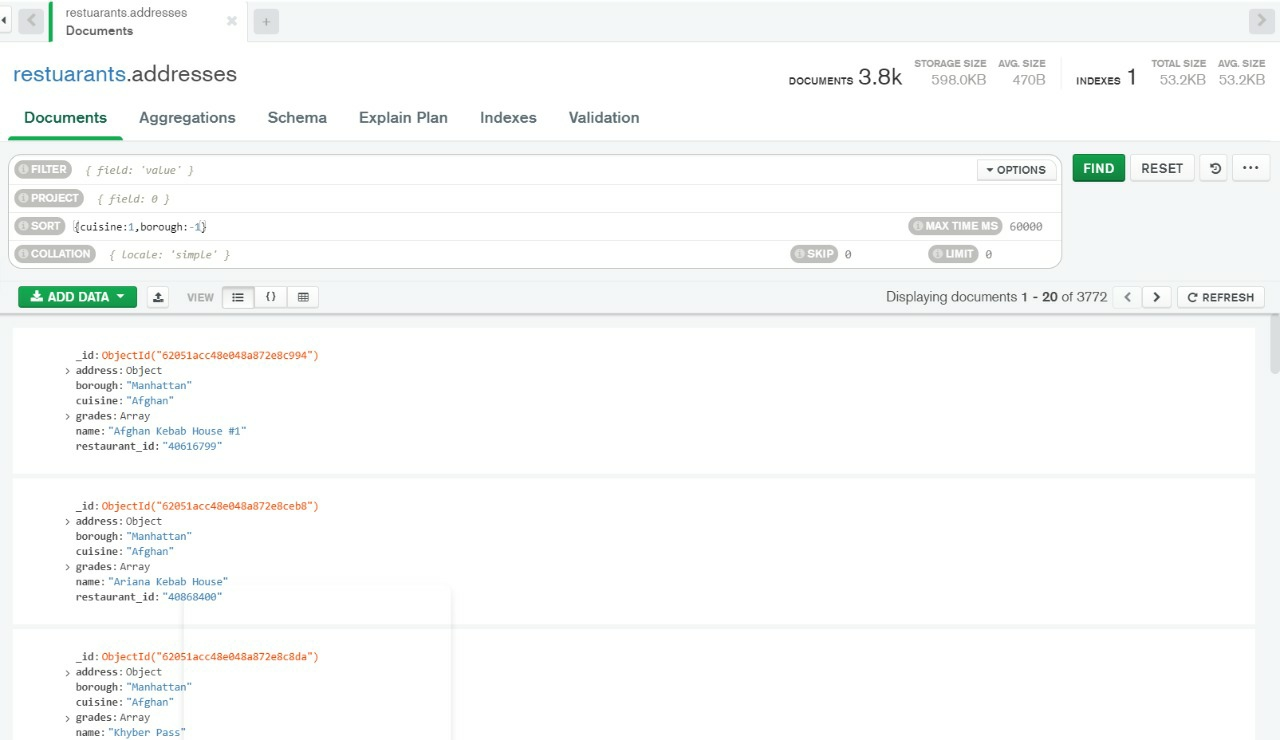 restuarants.addresses
Documents
restuarants.addresses
DOCUMENTS 3.8k STORAGE SIZE 598.0KB AVG. SIZE 470B INDEXES 1 TOTAL SIZE 53.2KB AVG. SIZE 53.2KB
Documents Aggregations Schema Explain Plan Indexes Validation
FILTER { field: 'value' } OPTIONS FIND RESET ...
PROJECT { field: 0 }
SORT {cuisine:1,borough:-1} MAX TIME MS 60000
COLLATION { locale: 'simple' } SKIP 0 LIMIT 0
ADD DATA VIEW {} Displaying documents 1 - 20 of 3772 < > REFRESH
_id: ObjectId("62051acc48e048a872e8c994")
> address: Object
borough: "Manhattan"
cuisine: "Afghan"
> grades: Array
name: "Afghan Kebab House #1"
restaurant_id: "40616799"
_id: ObjectId("62051acc48e048a872e8ceb8")
> address: Object
borough: "Manhattan"
cuisine: "Afghan"
> grades: Array
name: "Ariana Kebab House"
restaurant_id: "40868400"
_id: ObjectId("62051acc48e048a872e8c8da")
> address: Object
borough: "Manhattan"
cuisine: "Afghan"
> grades: Array
name: "Khyber Pass"